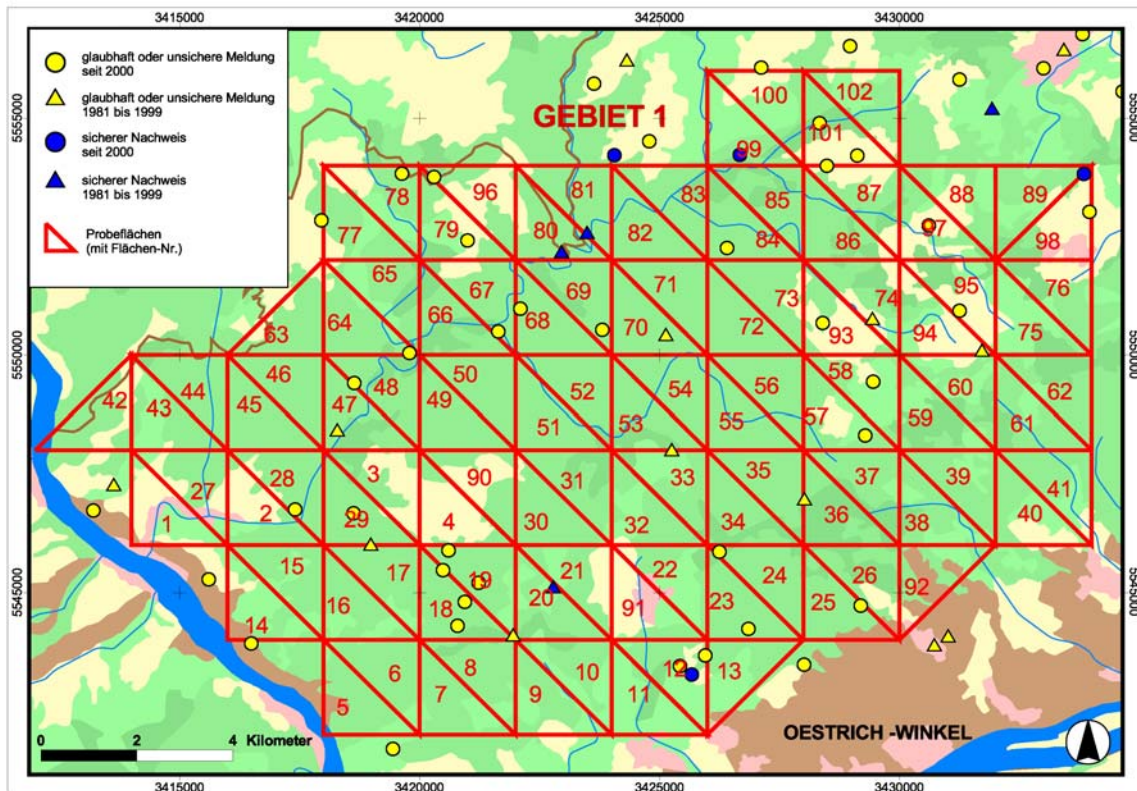 3415000 3420000 3425000 3430000
glaubhaft oder unsichere Meldung
seit 2000
glaubhaft oder unsichere Meldung
1981 bis 1999
sicherer Nachweis
seit 2000
sicherer Nachweis
1981 bis 1999
Probeflächen
(mit Flächen-Nr.)
GEBIET 1
100 102
5555000 5555000
99 101
78 96 81 83 85 87 88 89
77 79 80 82 84 86 97 98
65 67 69 71 73 74 95 76
63 64 66 68 70 72 93 94 75
5550000 5550000
42 44 46 48 50 52 54 56 58 60 62
43 45 47 49 51 53 55 57 59 61
27 28 3 90 31 33 35 37 39 41
1 2 29 4 30 32 34 36 38 40
15 17 19 21 22 24 26 92
5545000 5545000
14 16 18 20 91 23 25
6 8 10 12 13
5 7 9 11
OESTRICH -WINKEL
0 2 4 Kilometer
3415000 3420000 3425000 3430000